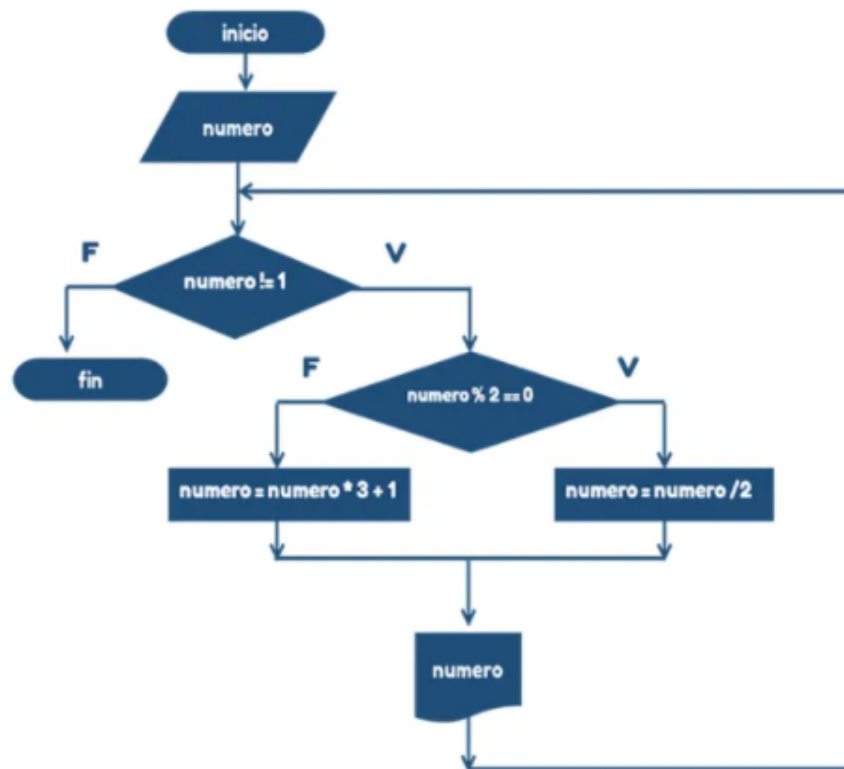 inicio
numero
F
V
numero != 1
fin
F
V
numero % 2 == 0
numero = numero * 3 + 1
numero = numero /2
numero